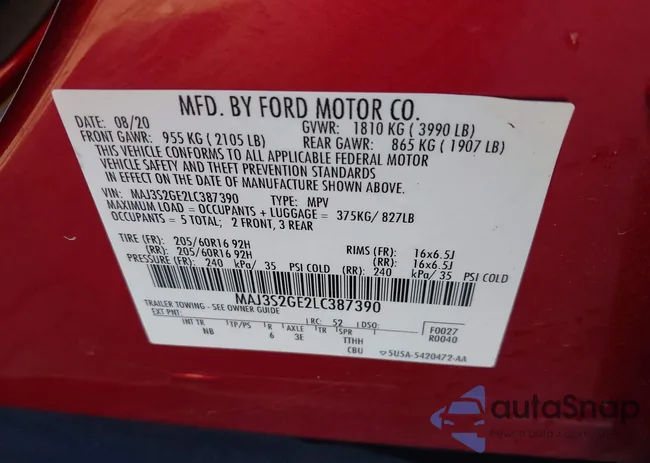 MFD. BY FORD MOTOR CO.
DATE: 08/20 GVWR: 1810 KG ( 3990 LB)
FRONT GAWR: 955 KG ( 2105 LB) REAR GAWR: 865 KG ( 1907 LB)
THIS VEHICLE CONFORMS TO ALL APPLICABLE FEDERAL MOTOR
VEHICLE SAFETY AND THEFT PREVENTION STANDARDS
IN EFFECT ON THE DATE OF MANUFACTURE SHOWN ABOVE.
VIN: MAJ3S2GE2LC387390 TYPE: MPV
MAXIMUM LOAD = OCCUPANTS + LUGGAGE = 375KG/ 827LB
OCCUPANTS = 5 TOTAL; 2 FRONT, 3 REAR
TIRE (FR): 205/60R16 92H RIMS (FR): 16x6.5J
(RR): 205/60R16 92H (RR): 16x6.5J
PRESSURE (FR): 240 kPa/ 35 PSI COLD (RR): 240 kPa/ 35 PSI COLD
MAJ3S2GE2LC387390
TRAILER TOWING - SEE OWNER GUIDE
EXT PNT: RC: 52 DSO: F0027
R0040
INT TR TP/PS R AXLE TR SPR
NB 6 3E TTHH
CBU 5U5A-5420472-AA
autoSnap